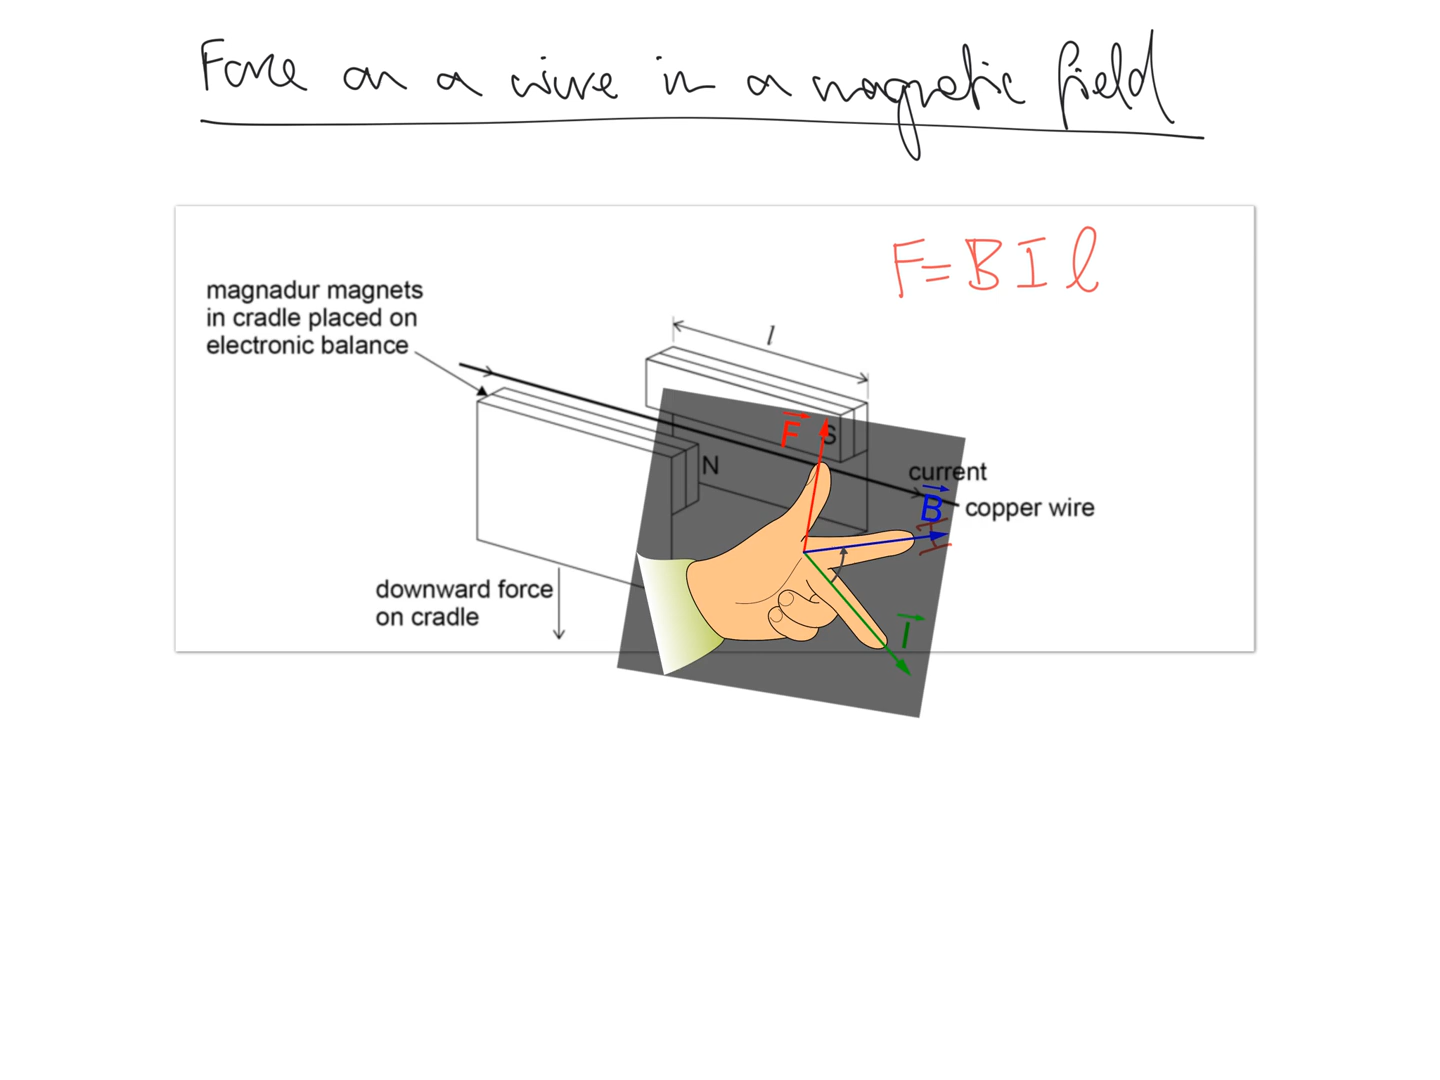 Force on a wire in a magnetic field
F = B I l
magnadur magnets
in cradle placed on
electronic balance
l
F
S
N
current
B
copper wire
I
downward force
on cradle
I